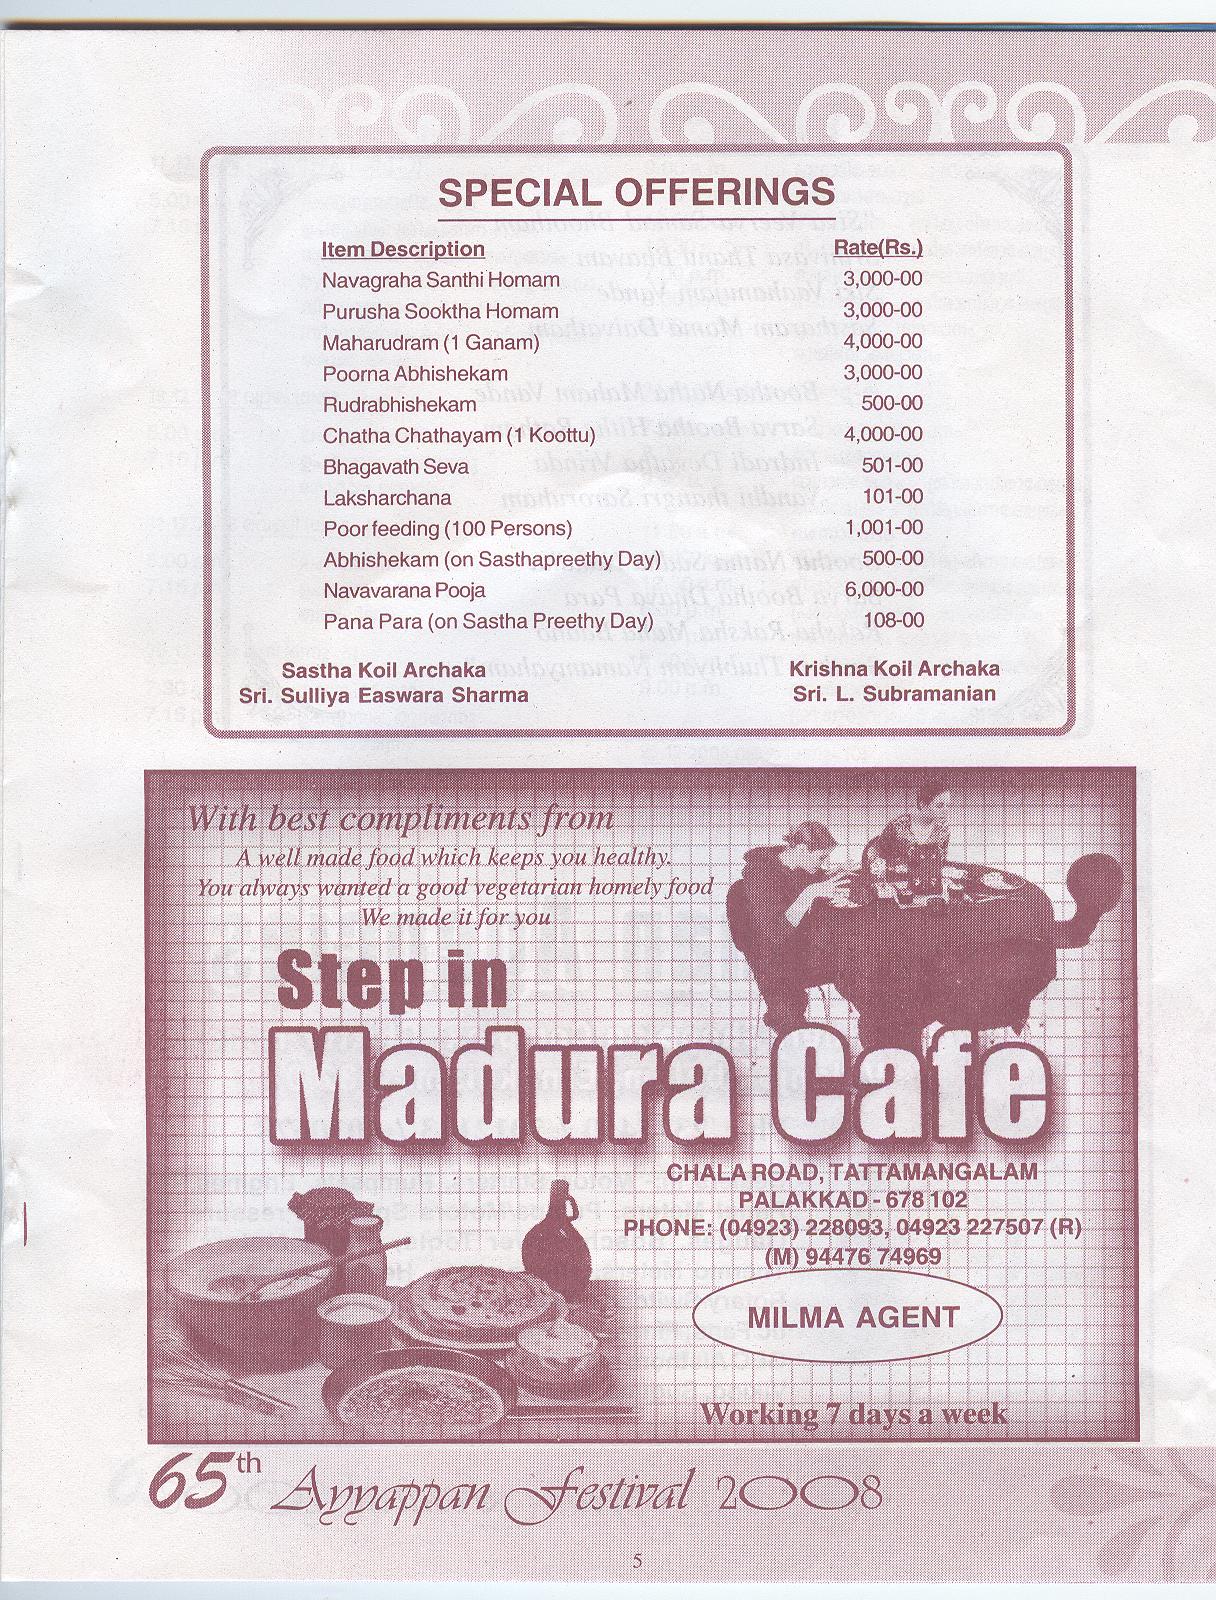 SPECIAL OFFERINGS
Item Description Rate(Rs.)
Navagraha Santhi Homam 3,000-00
Purusha Sooktha Homam 3,000-00
Maharudram (1 Ganam) 4,000-00
Poorna Abhishekam 3,000-00
Rudrabhishekam 500-00
Chatha Chathayam (1 Koottu) 4,000-00
Bhagavath Seva 501-00
Laksharchana 101-00
Poor feeding (100 Persons) 1,001-00
Abhishekam (on Sasthapreethy Day) 500-00
Navavarana Pooja 6,000-00
Pana Para (on Sastha Preethy Day) 108-00
Sastha Koil Archaka
Sri. Sulliya Easwara Sharma
Krishna Koil Archaka
Sri. L. Subramanian
With best compliments from
A well made food which keeps you healthy.
You always wanted a good vegetarian homely food
We made it for you
Step in
Madura Cafe
CHALA ROAD, TATTAMANGALAM
PALAKKAD - 678 102
PHONE: (04923) 228093, 04923 227507 (R)
(M) 94476 74969
MILMA AGENT
Working 7 days a week
65th Ayyappan Festival 2008
5